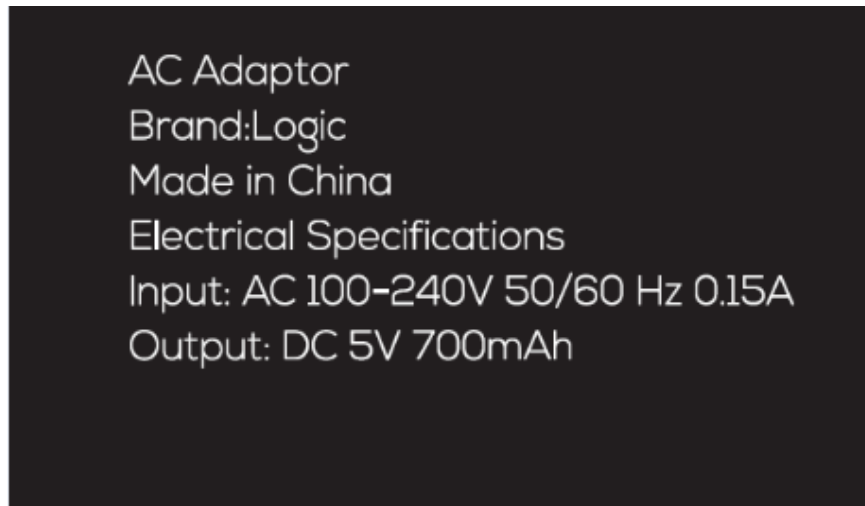 AC Adaptor
Brand:Logic
Made in China
Electrical Specifications
Input: AC 100-240V 50/60 Hz 0.15A
Output: DC 5V 700mAh